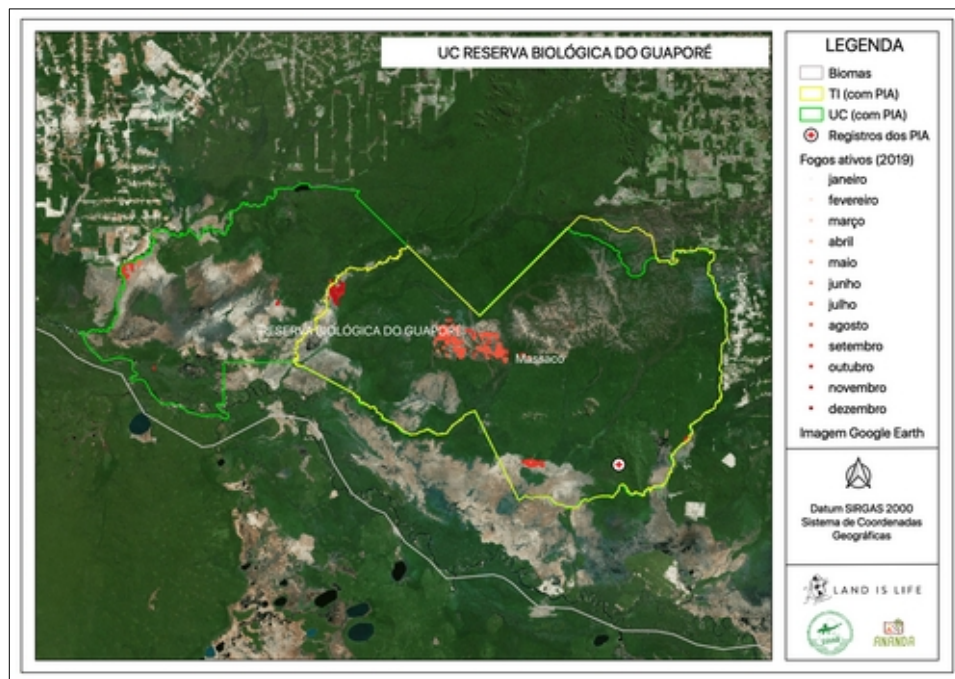 UC RESERVA BIOLÓGICA DO GUAPORÉ
RESERVA BIOLÓGICA DO GUAPORÉ
Massaco
LEGENDA
Biomas
TI (com PIA)
UC (com PIA)
Registros dos PIA
Fogos ativos (2019)
janeiro
fevereiro
março
abril
maio
junho
julho
agosto
setembro
outubro
novembro
dezembro
Imagem Google Earth
Datum SIRGAS 2000
Sistema de Coordenadas
Geográficas
LAND IS LIFE
ANANDA